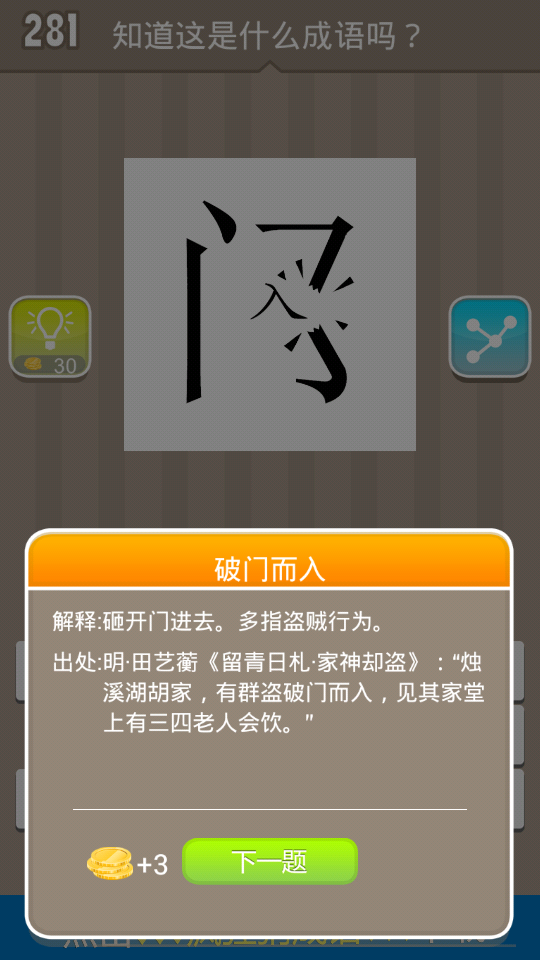 281
知道这是什么成语吗？
门
入
30
破门而入
解释:砸开门进去。多指盗贼行为。
出处:明·田艺蘅《留青日札·家神却盗》：“烛
溪湖胡家，有群盗破门而入，见其家堂
上有三四老人会饮。”
+3
下一题